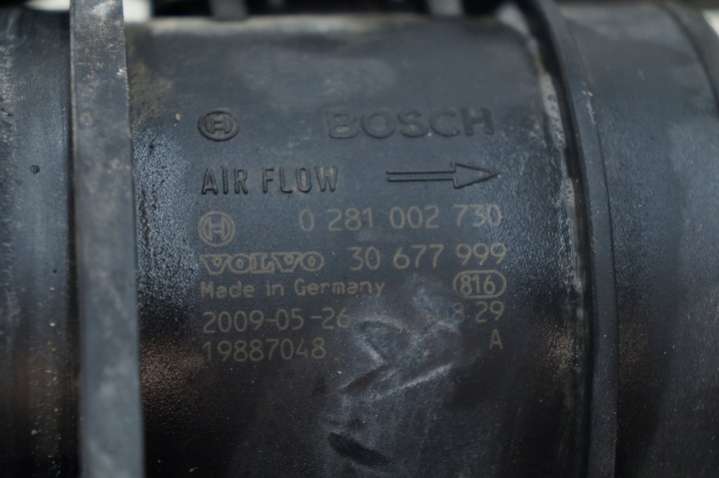 BOSCH
AIR FLOW
0 281 002 730
VOLVO 30 677 999
Made in Germany 816
2009-05-26 29
19887048 A